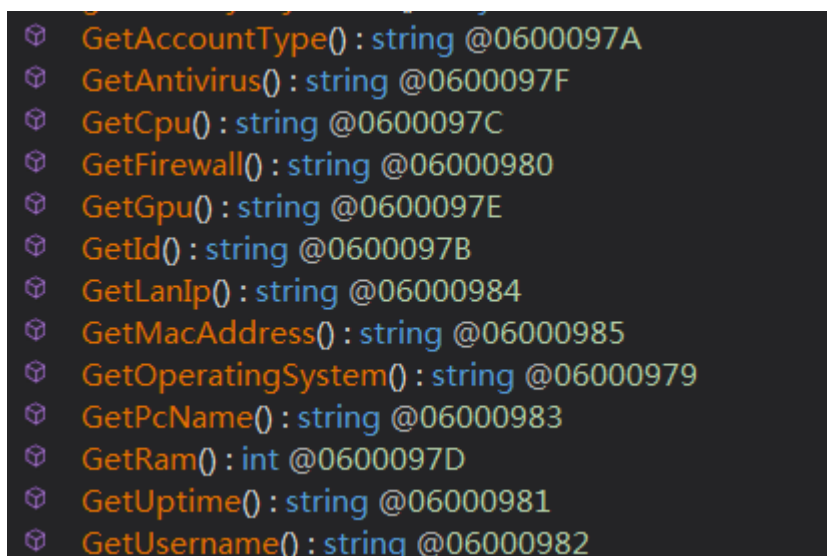 GetAccountType() : string @0600097A
GetAntivirus() : string @0600097F
GetCpu() : string @0600097C
GetFirewall() : string @06000980
GetGpu() : string @0600097E
GetId() : string @0600097B
GetLanIp() : string @06000984
GetMacAddress() : string @06000985
GetOperatingSystem() : string @06000979
GetPcName() : string @06000983
GetRam() : int @0600097D
GetUptime() : string @06000981
GetUsername() : string @06000982